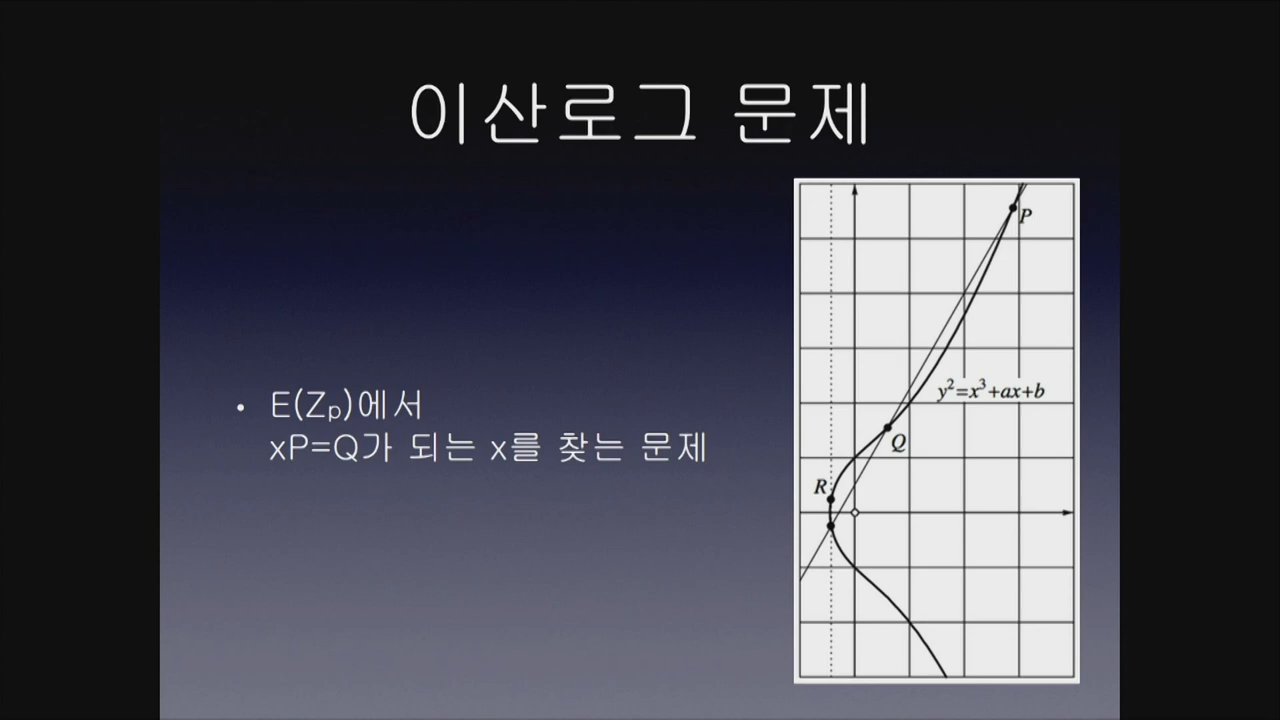 이산로그 문제
• E(Zₚ)에서
xP=Q가 되는 x를 찾는 문제
P
y²=x³+ax+b
Q
R